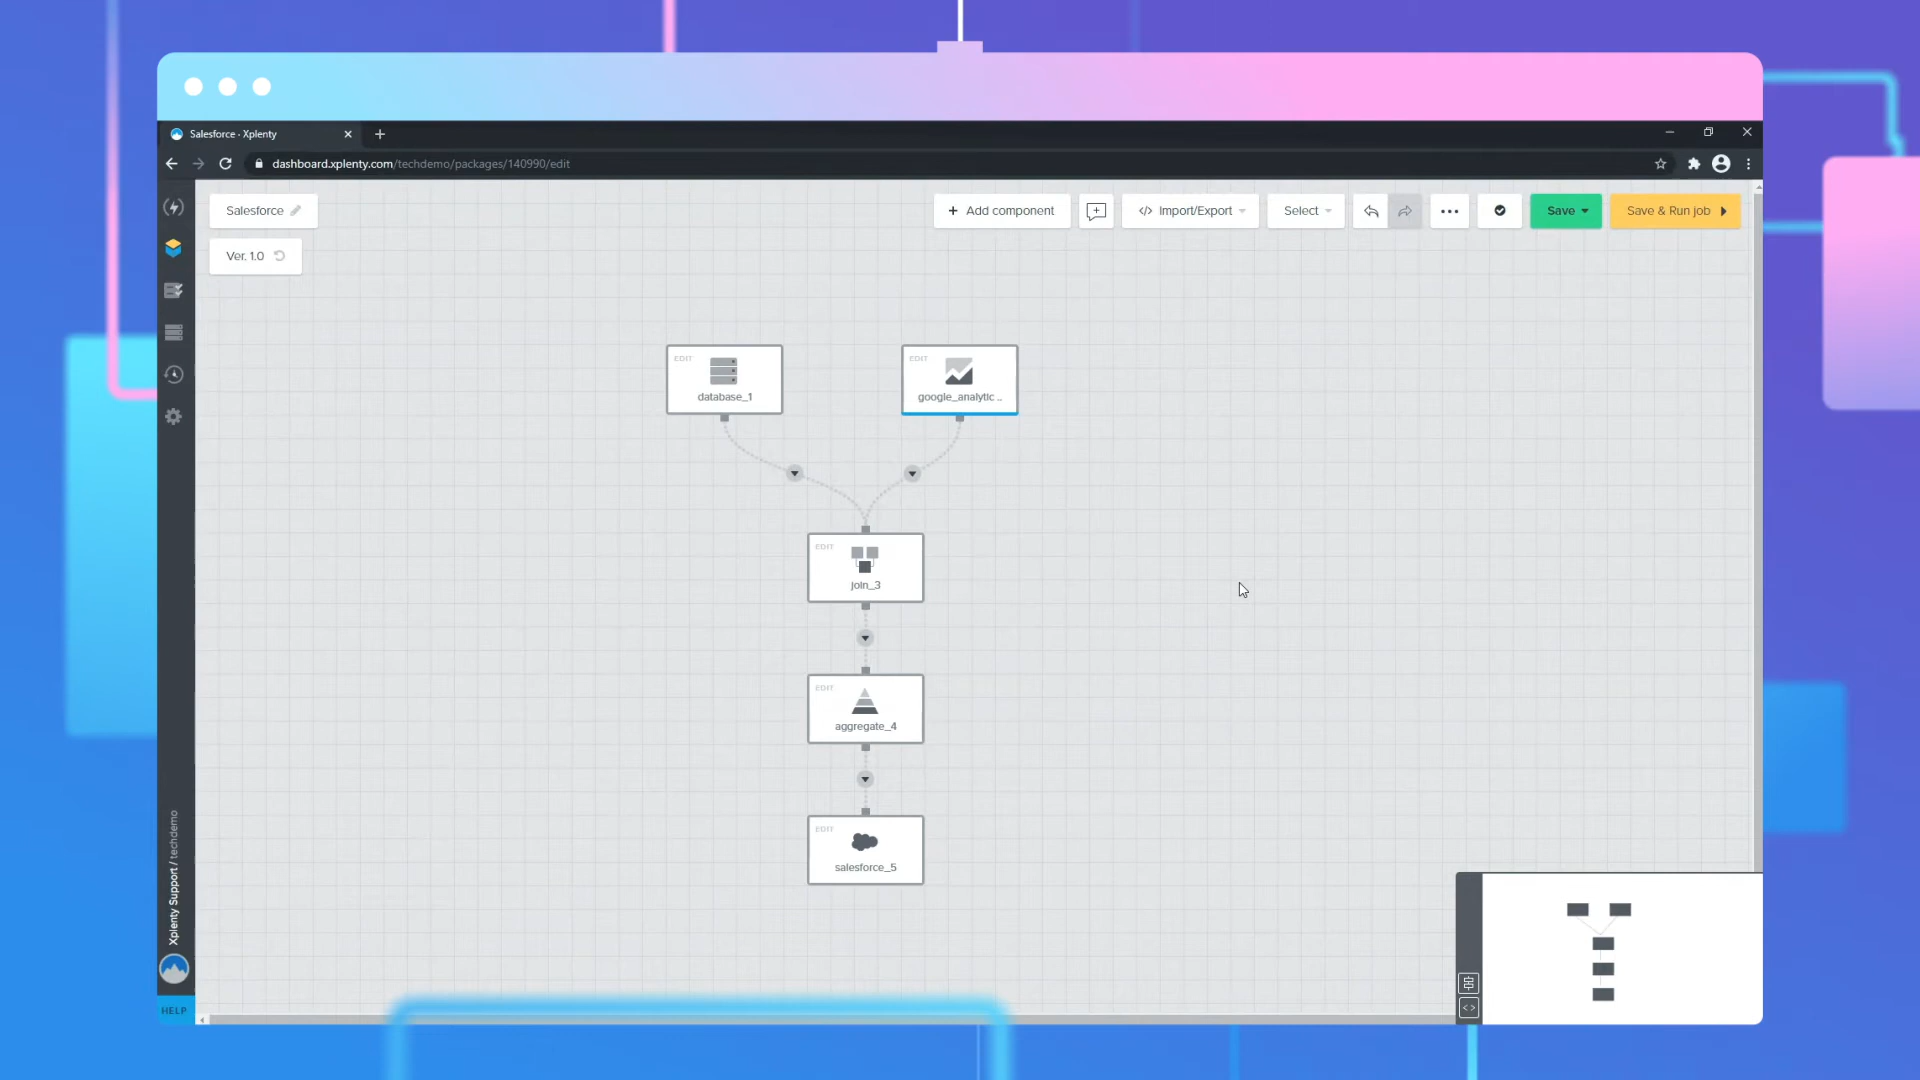 Salesforce - Xplenty
dashboard.xplenty.com/techdemo/packages/140990/edit
Salesforce
Add component
Import/Export
Select
Save
Save & Run job
Ver. 1.0
EDIT
database_1
EDIT
google_analytic ..
EDIT
join_3
EDIT
aggregate_4
EDIT
salesforce_5
Xplenty Support / techdemo
HELP